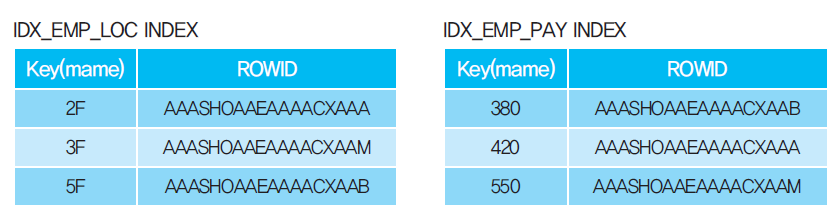 IDX_EMP_LOC INDEX
Key(mame) ROWID
2F AAASHOAAEAAAACXAAA
3F AAASHOAAEAAAACXAAM
5F AAASHOAAEAAAACXAAB
IDX_EMP_PAY INDEX
Key(mame) ROWID
380 AAASHOAAEAAAACXAAB
420 AAASHOAAEAAAACXAAA
550 AAASHOAAEAAAACXAAM